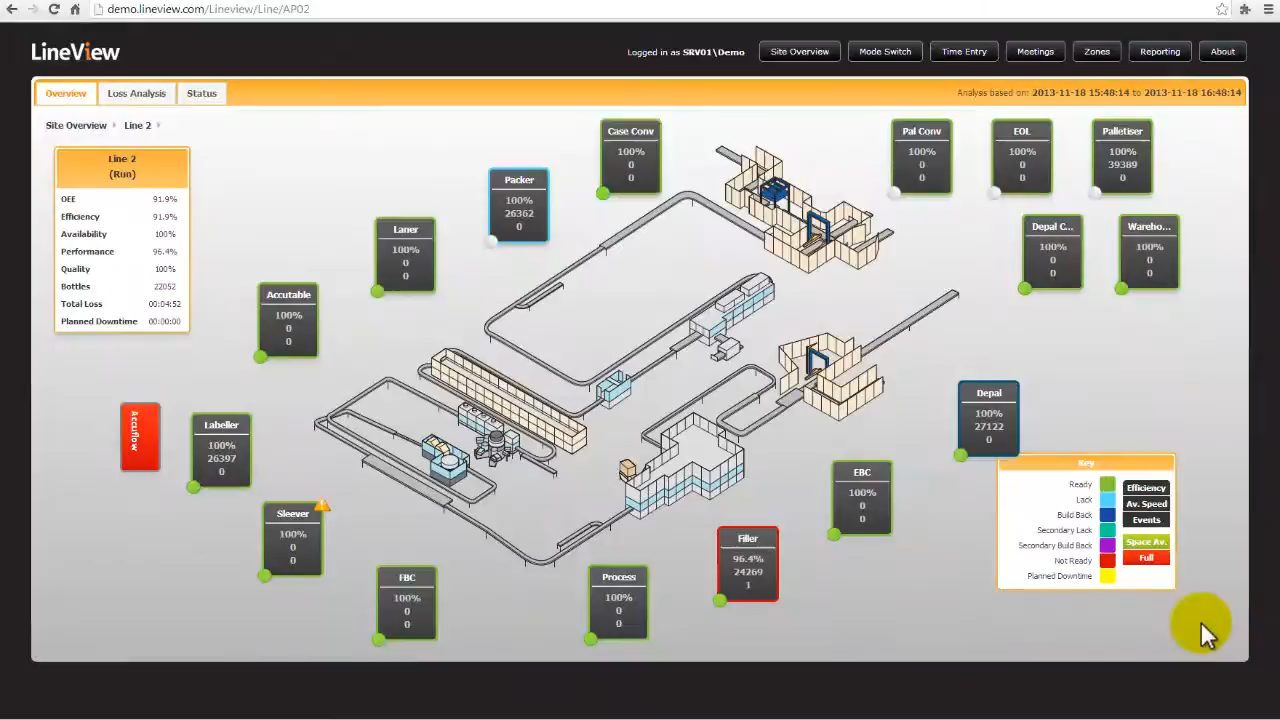 demo.lineview.com/Lineview/Line/AP02
LineView
Logged in as SRV01\Demo
Site Overview
Mode Switch
Time Entry
Meetings
Zones
Reporting
About
Overview
Loss Analysis
Status
Analysis based on: 2013-11-18 15:48:14 to 2013-11-18 16:48:14
Site Overview
Line 2
Line 2
(Run)
OEE 91.9%
Efficiency 91.9%
Availability 100%
Performance 96.4%
Quality 100%
Bottles 22052
Total Loss 00:04:52
Planned Downtime 00:00:00
Case Conv
100%
0
0
Pal Conv
100%
0
0
EOL
100%
0
0
Palletiser
100%
39389
0
Packer
100%
26362
0
Laner
100%
0
0
Depal C...
100%
0
0
Wareho...
100%
0
0
Accutable
100%
0
0
Accuflow
Labeller
100%
26397
0
Depal
100%
27122
0
Sleever
100%
0
0
EBC
100%
0
0
Filler
96.4%
24269
1
FBC
100%
0
0
Process
100%
0
0
Key
Ready
Lack
Build Back
Secondary Lack
Secondary Build Back
Not Ready
Planned Downtime
Efficiency
Av. Speed
Events
Space Av.
Full